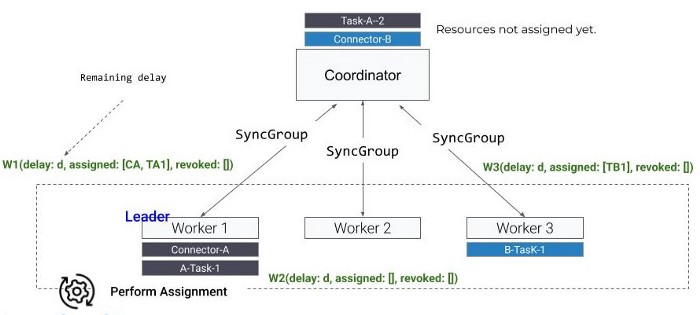 Task-A--2
Connector-B
Resources not assigned yet.
Coordinator
Remaining delay
SyncGroup
SyncGroup
SyncGroup
W1(delay: d, assigned: [CA, TA1], revoked: [])
W3(delay: d, assigned: [TB1], revoked: [])
Leader
Worker 1
Worker 2
Worker 3
Connector-A
B-TasK-1
A-Task-1
W2(delay: d, assigned: [], revoked: [])
Perform Assignment